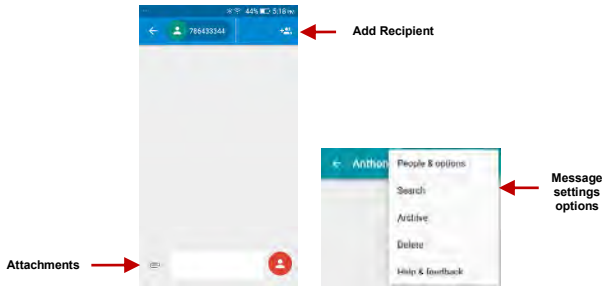 44% 5:18
786433344
Add Recipient
Anthon
People & options
Search
Archive
Delete
Help & feedback
Message
settings
options
Attachments